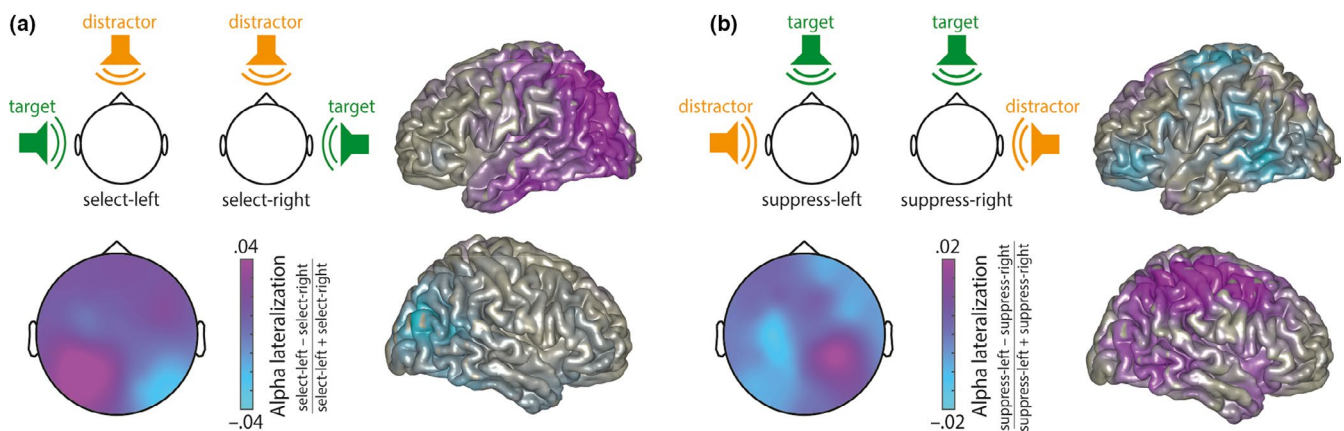 (a)
distractor
distractor
target
target
select-left
select-right
.04
–.04
Alpha lateralization
select-left – select-right
select-left + select-right
(b)
target
target
distractor
distractor
suppress-left
suppress-right
.02
–.02
Alpha lateralization
suppress-left – suppress-right
suppress-left + suppress-right